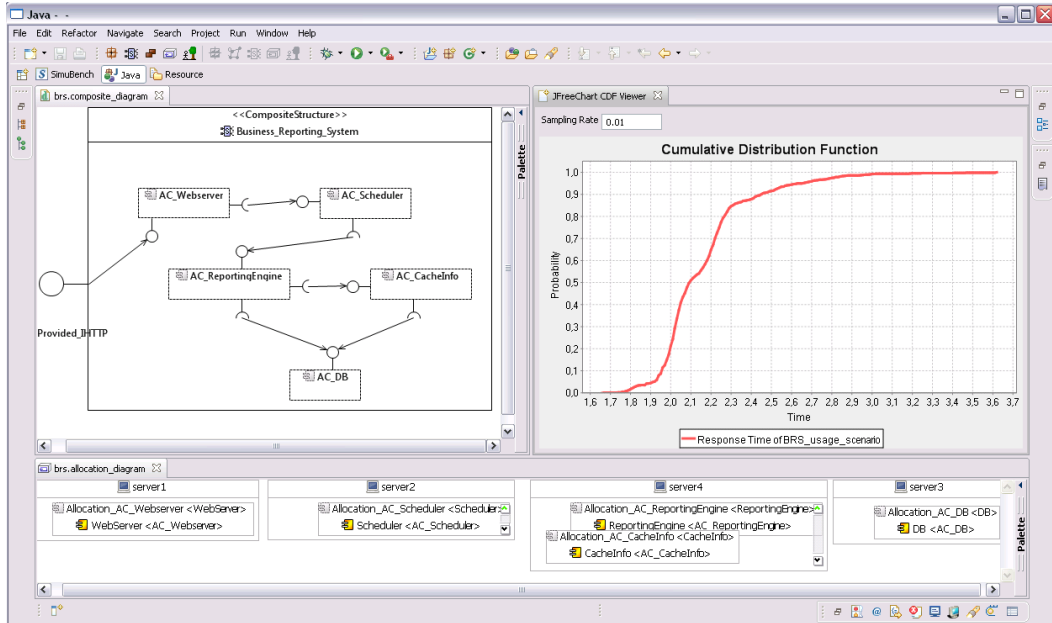 Java - -
File Edit Refactor Navigate Search Project Run Window Help
SimuBench Java Resource
brs.composite_diagram
<<CompositeStructure>>
Business_Reporting_System
Palette
AC_Webserver
AC_Scheduler
AC_ReportingEngine
AC_CacheInfo
Provided_IHTTP
AC_DB
JFreeChart CDF Viewer
Sampling Rate 0.01
Cumulative Distribution Function
Probability
1,0
0,9
0,8
0,7
0,6
0,5
0,4
0,3
0,2
0,1
0,0
1,6 1,7 1,8 1,9 2,0 2,1 2,2 2,3 2,4 2,5 2,6 2,7 2,8 2,9 3,0 3,1 3,2 3,3 3,4 3,5 3,6 3,7
Time
Response Time of BRS_usage_scenario
brs.allocation_diagram
server1
Allocation_AC_Webserver <WebServer>
WebServer <AC_Webserver>
server2
Allocation_AC_Scheduler <Scheduler>
Scheduler <AC_Scheduler>
server4
Allocation_AC_ReportingEngine <ReportingEngine>
ReportingEngine <AC_ReportingEngine>
Allocation_AC_CacheInfo <CacheInfo>
CacheInfo <AC_CacheInfo>
server3
Allocation_AC_DB <DB>
DB <AC_DB>
Palette